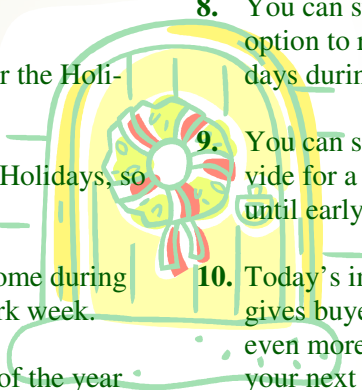 r the Holi-
Holidays, so
ome during
rk week.
of the year
8. You can s
option to
days durin
9. You can s
vide for a
until early
10. Today's in
gives buye
even more
your next